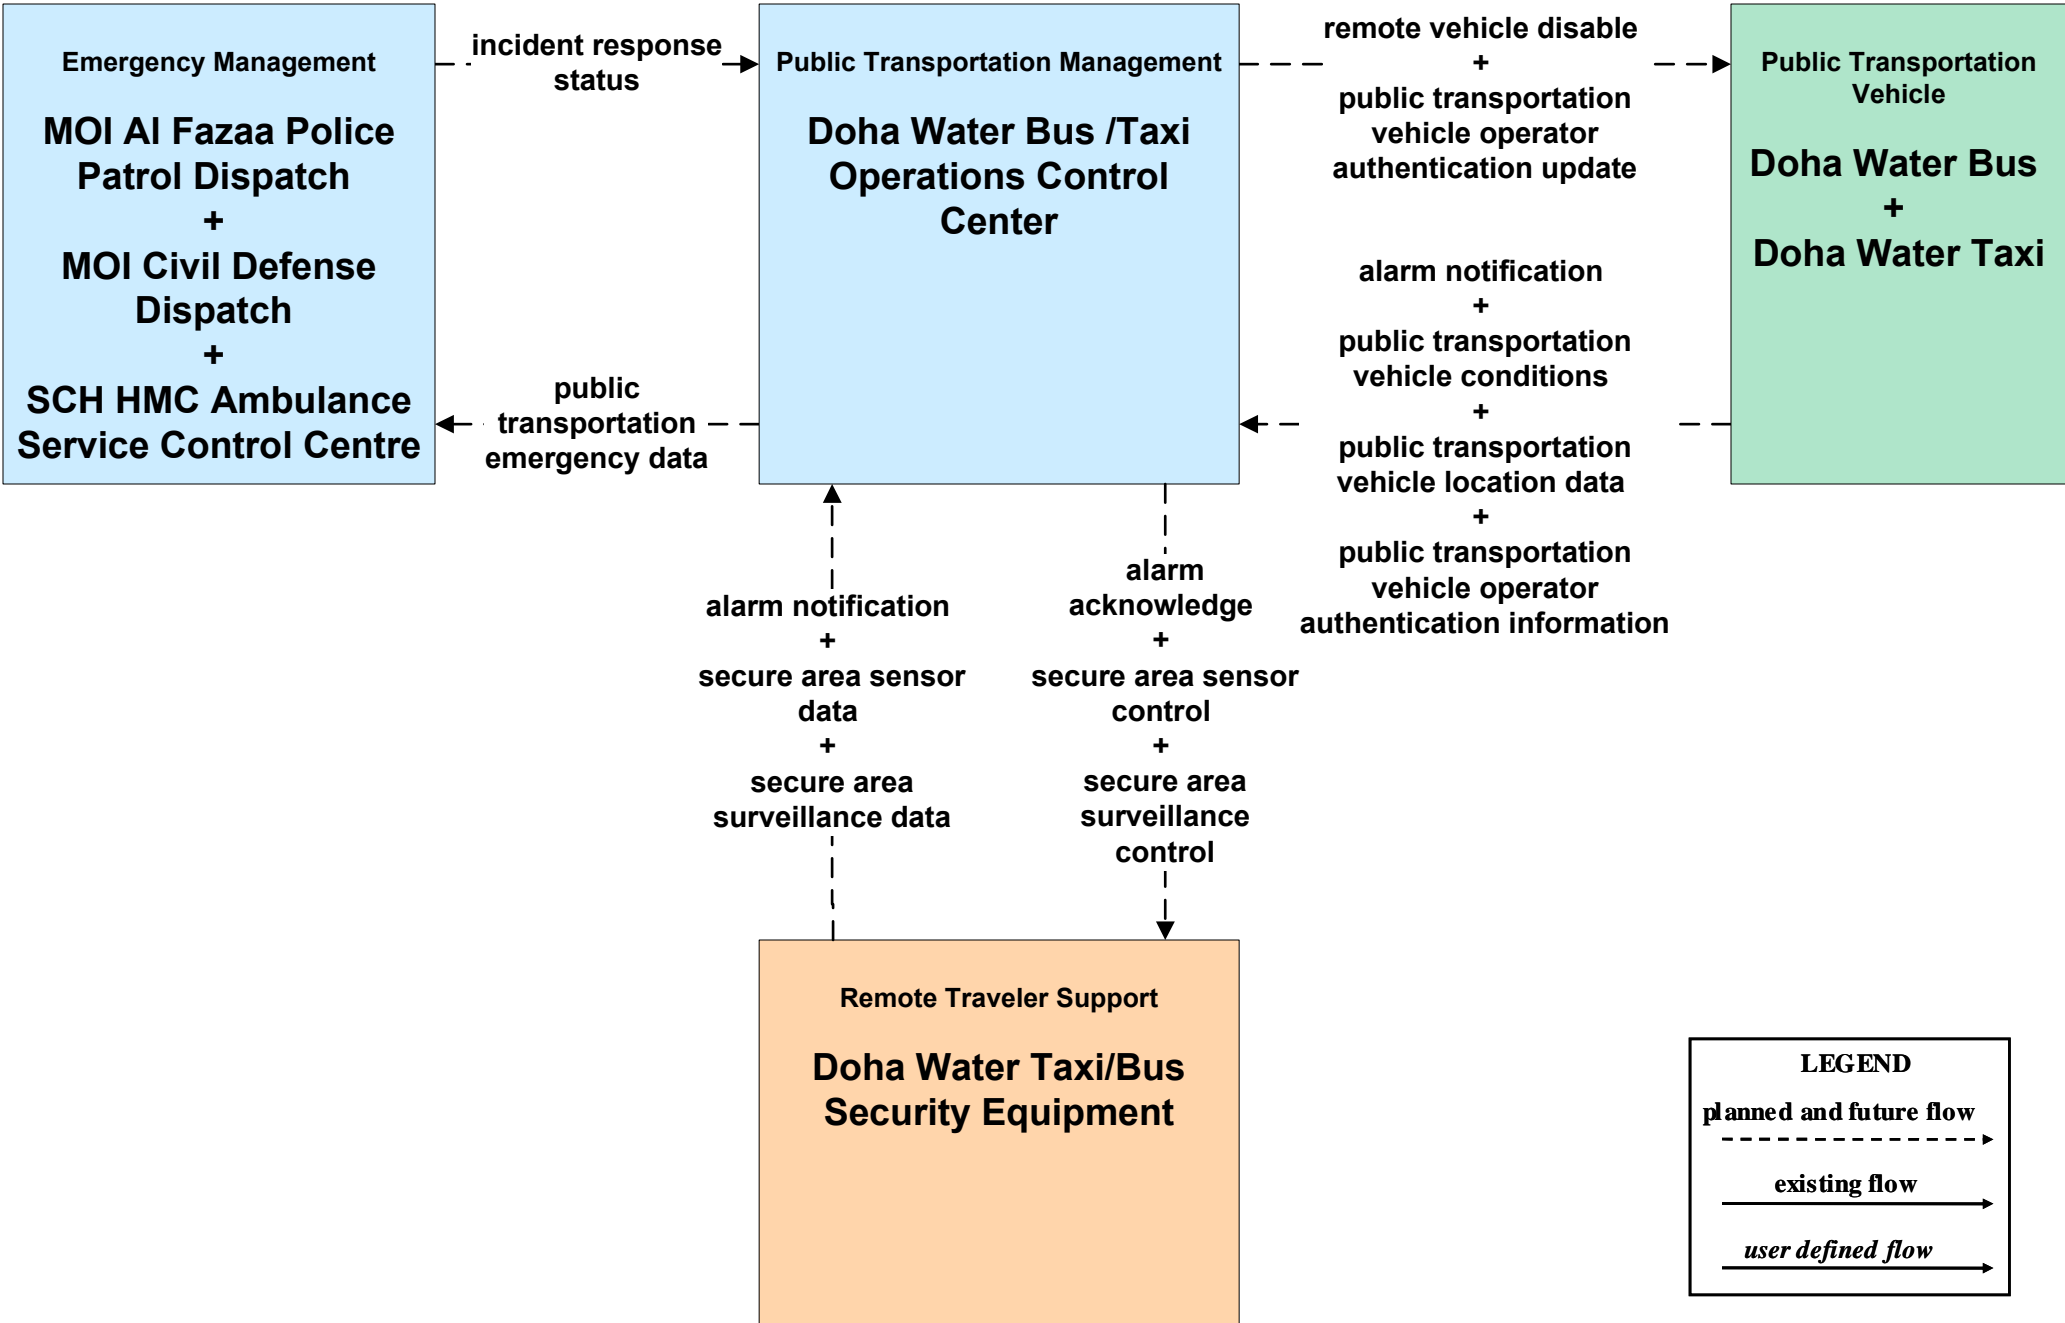 Emergency Management
MOI Al Fazaa Police
Patrol Dispatch
+
MOI Civil Defense
Dispatch
+
SCH HMC Ambulance
Service Control Centre
incident response
status
public
transportation
emergency data
Public Transportation Management
Doha Water Bus /Taxi
Operations Control
Center
remote vehicle disable
+
public transportation
vehicle operator
authentication update
alarm notification
+
public transportation
vehicle conditions
+
public transportation
vehicle location data
+
public transportation
vehicle operator
authentication information
Public Transportation
Vehicle
Doha Water Bus
+
Doha Water Taxi
alarm notification
+
secure area sensor
data
+
secure area
surveillance data
alarm
acknowledge
+
secure area sensor
control
+
secure area
surveillance
control
Remote Traveler Support
Doha Water Taxi/Bus
Security Equipment
LEGEND
planned and future flow
existing flow
user defined flow